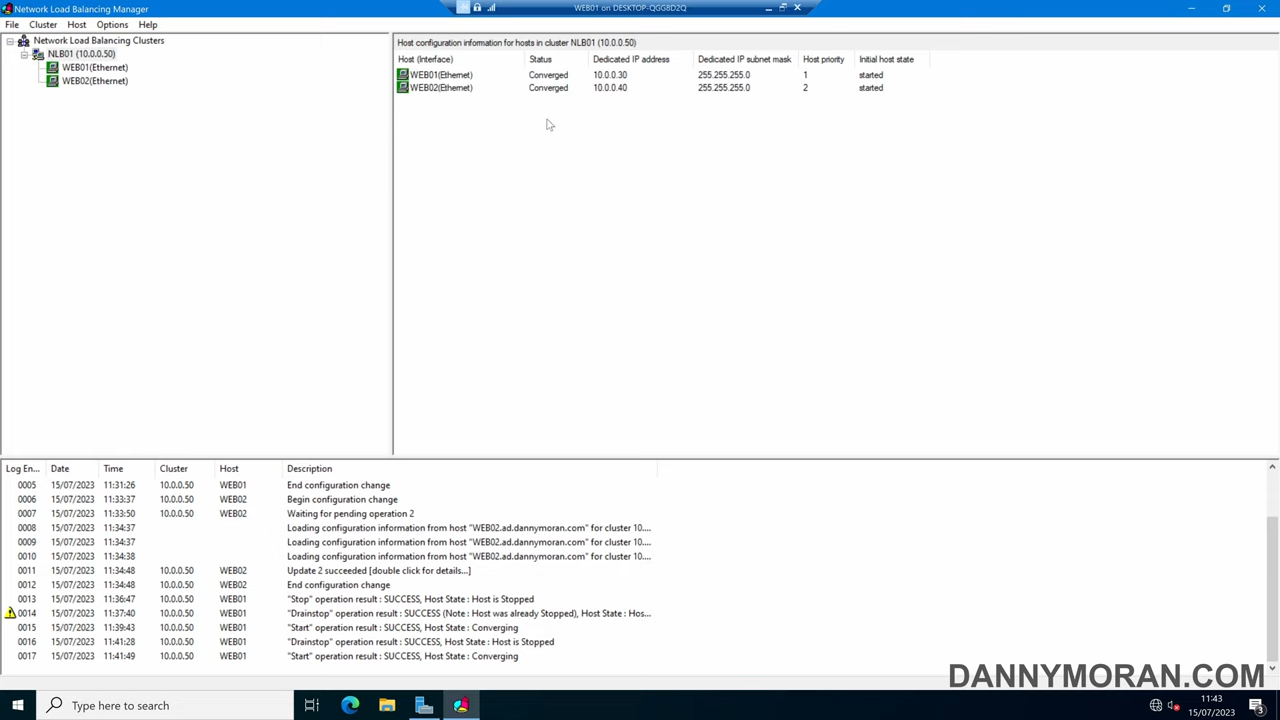 Network Load Balancing Manager
WEB01 on DESKTOP-QGG8D2Q
File Cluster Host Options Help
Network Load Balancing Clusters
NLB01 (10.0.0.50)
WEB01(Ethernet)
WEB02(Ethernet)
Host configuration information for hosts in cluster NLB01 (10.0.0.50)
Host (Interface) Status Dedicated IP address Dedicated IP subnet mask Host priority Initial host state
WEB01(Ethernet) Converged 10.0.0.30 255.255.255.0 1 started
WEB02(Ethernet) Converged 10.0.0.40 255.255.255.0 2 started
Log En... Date Time Cluster Host Description
0005 15/07/2023 11:31:26 10.0.0.50 WEB01 End configuration change
0006 15/07/2023 11:33:37 10.0.0.50 WEB02 Begin configuration change
0007 15/07/2023 11:33:50 10.0.0.50 WEB02 Waiting for pending operation 2
0008 15/07/2023 11:34:37 Loading configuration information from host "WEB02.ad.dannymoran.com" for cluster 10....
0009 15/07/2023 11:34:37 Loading configuration information from host "WEB02.ad.dannymoran.com" for cluster 10....
0010 15/07/2023 11:34:38 Loading configuration information from host "WEB02.ad.dannymoran.com" for cluster 10....
0011 15/07/2023 11:34:48 10.0.0.50 WEB02 Update 2 succeeded [double click for details...]
0012 15/07/2023 11:34:48 10.0.0.50 WEB02 End configuration change
0013 15/07/2023 11:36:47 10.0.0.50 WEB01 "Stop" operation result : SUCCESS, Host State : Host is Stopped
0014 15/07/2023 11:37:40 10.0.0.50 WEB01 "Drainstop" operation result : SUCCESS (Note : Host was already Stopped), Host State : Hos...
0015 15/07/2023 11:39:43 10.0.0.50 WEB01 "Start" operation result : SUCCESS, Host State : Converging
0016 15/07/2023 11:41:28 10.0.0.50 WEB01 "Drainstop" operation result : SUCCESS, Host State : Host is Stopped
0017 15/07/2023 11:41:49 10.0.0.50 WEB01 "Start" operation result : SUCCESS, Host State : Converging
DANNYMORAN.COM
Type here to search
11:43
15/07/2023
3